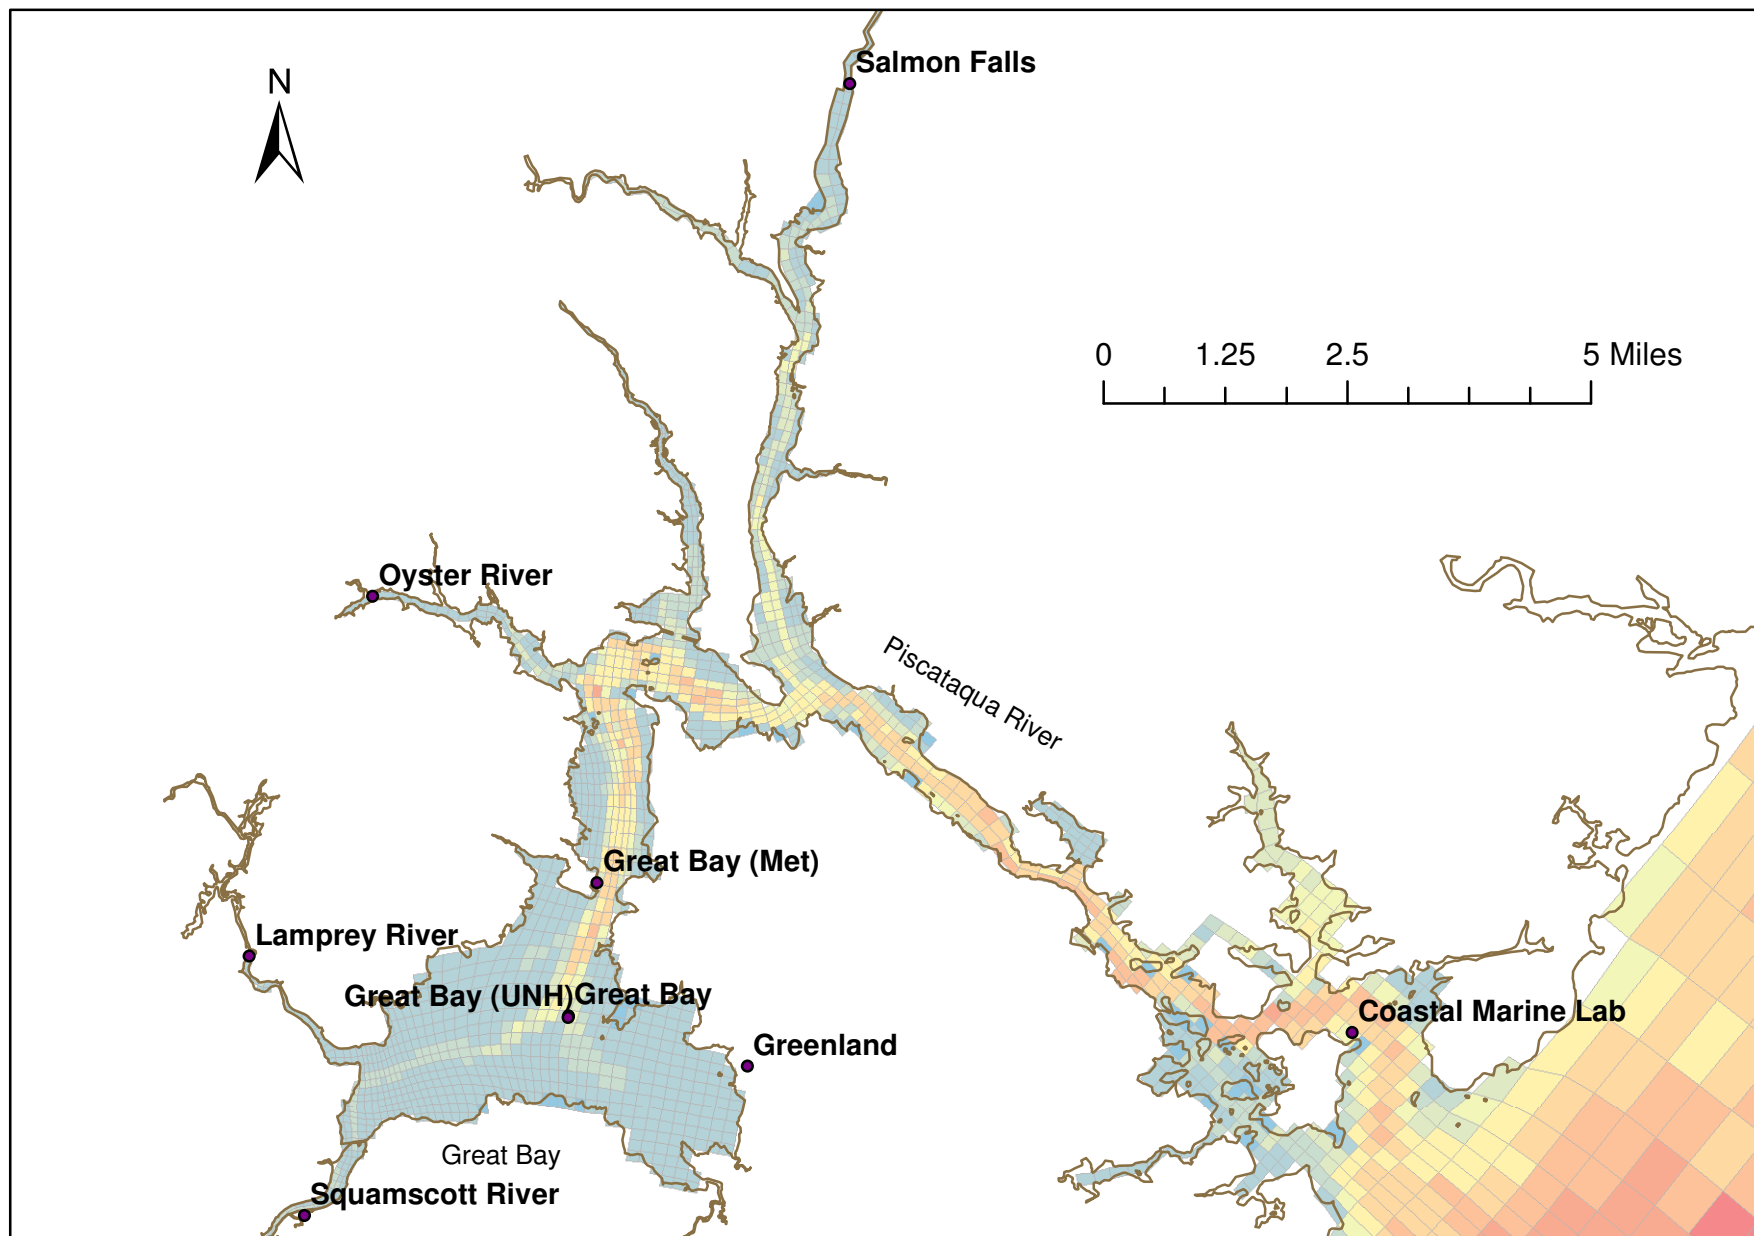 Salmon Falls
N
0 1.25 2.5 5 Miles
Oyster River
Piscataqua River
Great Bay (Met)
Lamprey River
Great Bay (UNH)
Great Bay
Coastal Marine Lab
Greenland
Great Bay
Squamscott River